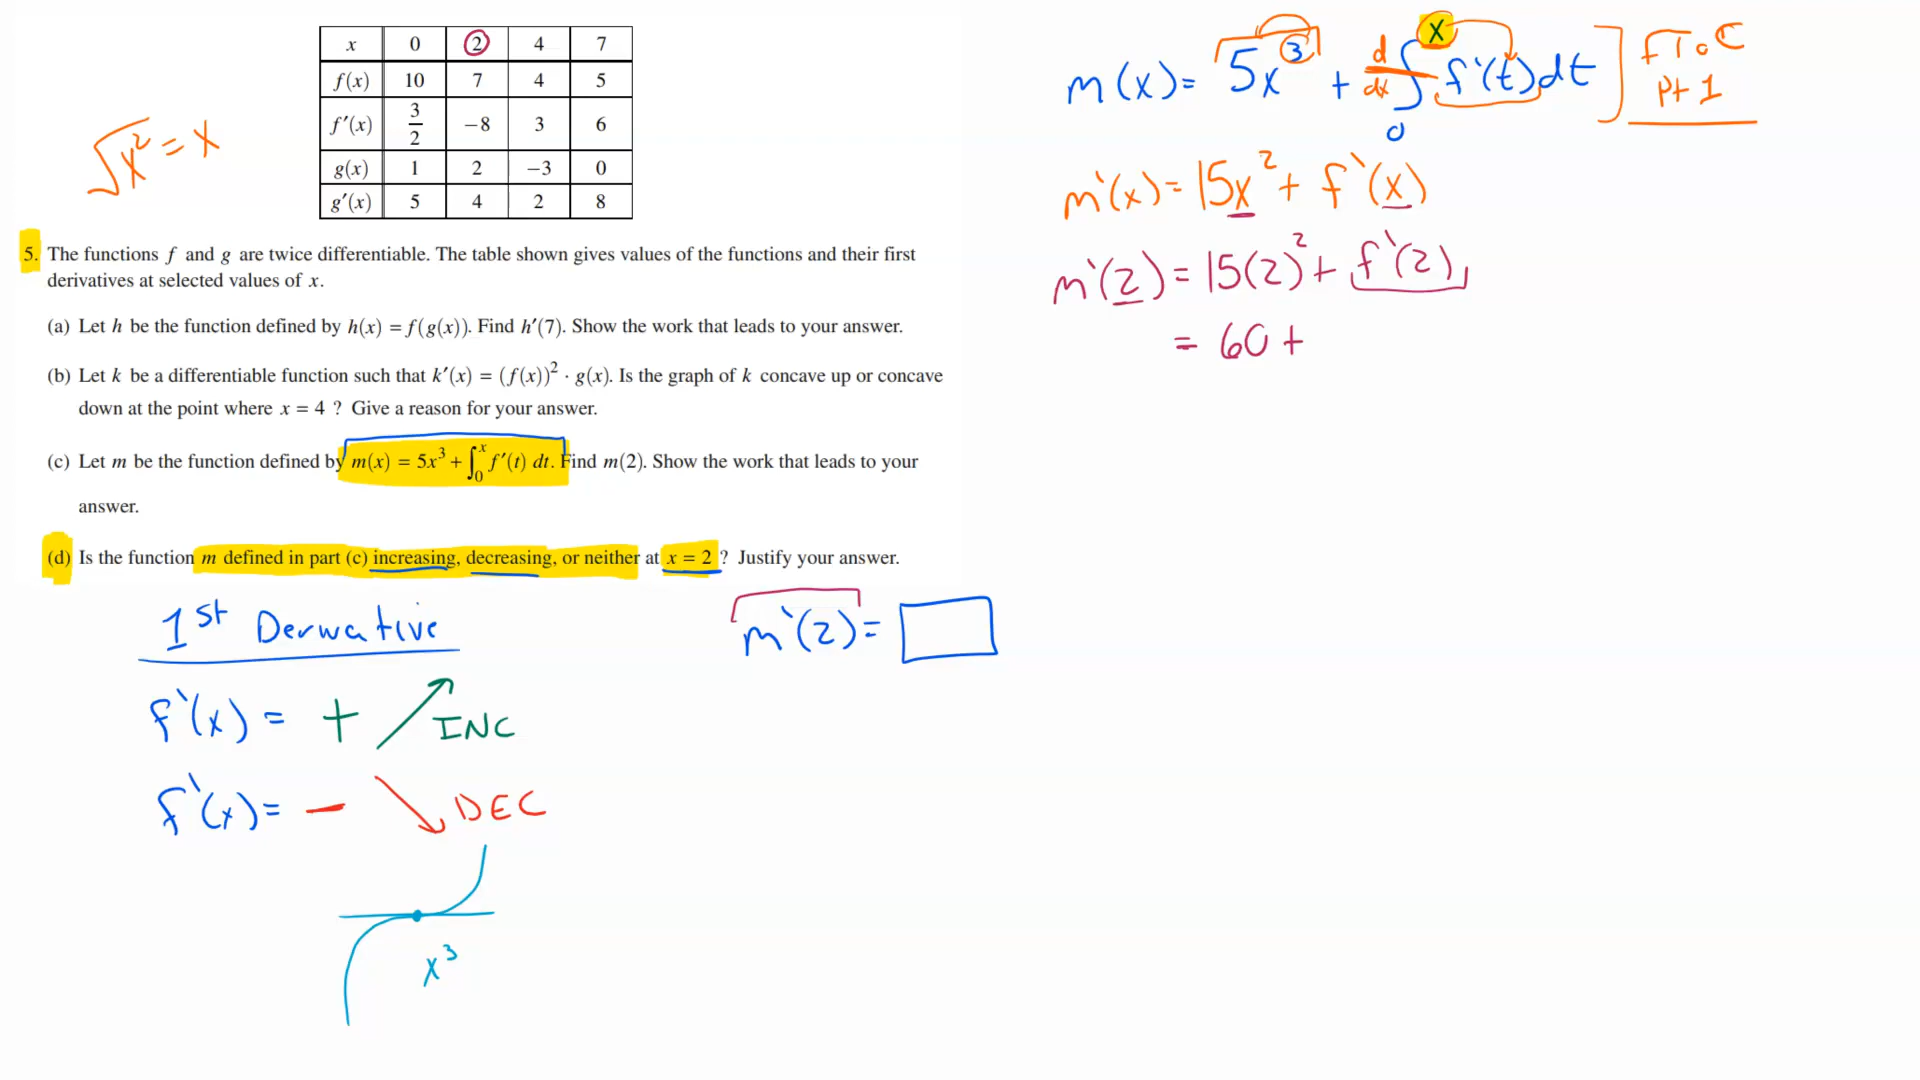 x 0 2 4 7
f(x) 10 7 4 5
f′(x) 3/2 −8 3 6
g(x) 1 2 −3 0
g′(x) 5 4 2 8
√x² = x
5. The functions f and g are twice differentiable. The table shown gives values of the functions and their first
derivatives at selected values of x.
(a) Let h be the function defined by h(x) = f(g(x)). Find h′(7). Show the work that leads to your answer.
(b) Let k be a differentiable function such that k′(x) = (f(x))² · g(x). Is the graph of k concave up or concave
down at the point where x = 4 ? Give a reason for your answer.
(c) Let m be the function defined by m(x) = 5x³ + ∫₀ˣ f′(t) dt. Find m(2). Show the work that leads to your
answer.
(d) Is the function m defined in part (c) increasing, decreasing, or neither at x = 2 ? Justify your answer.
1st Derivative
f'(x) = + INC
f'(x) = − DEC
x³
m'(2) =
m(x) = 5x³ + d/dx ∫₀ˣ f'(t)dt
FToC
Pt 1
m'(x) = 15x² + f'(x)
m'(2) = 15(2)² + f'(2)
= 60 +